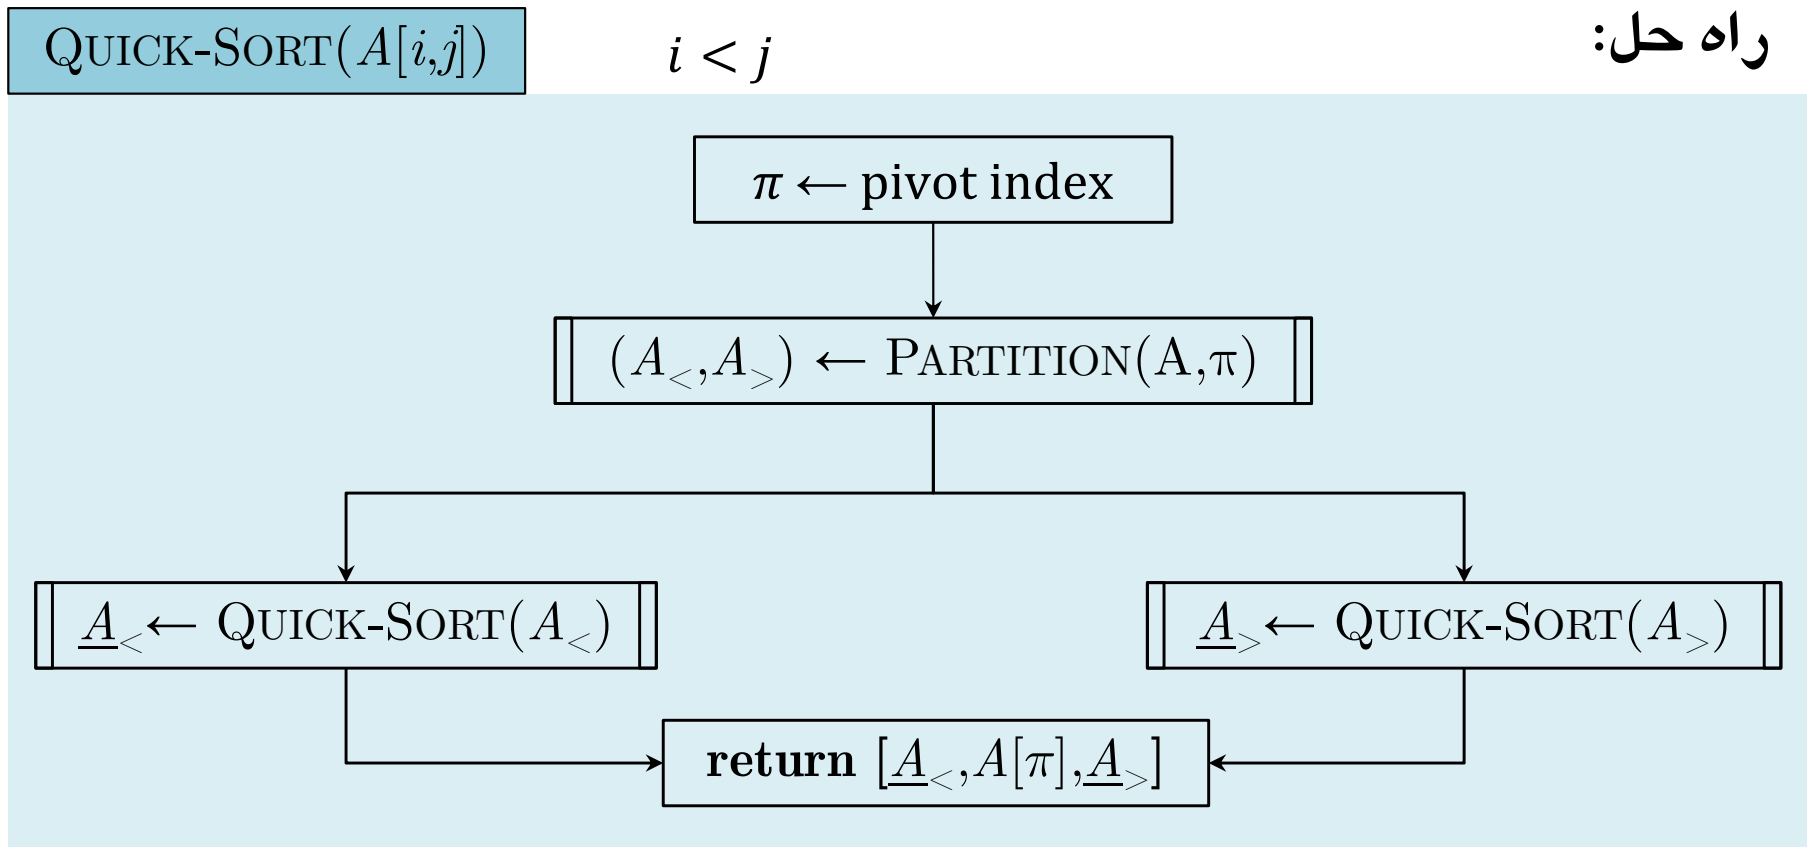 راه حل:
QUICK-SORT(A[i,j])
i < j
π ← pivot index
(A<,A>) ← PARTITION(A,π)
A< ← QUICK-SORT(A<)
A> ← QUICK-SORT(A>)
return [A<,A[π],A>]